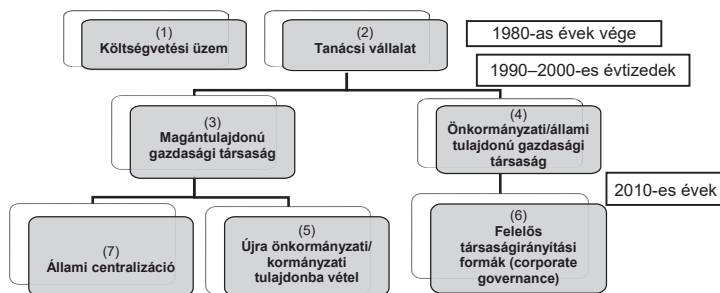 (1)
Költségvetési üzem
(2)
Tanácsi vállalat
1980-as évek vége
1990–2000-es évtizedek
(3)
Magántulajdonú
gazdasági társaság
(4)
Önkormányzati/állami
tulajdonú gazdasági
társaság
2010-es évek
(7)
Állami centralizáció
(5)
Újra önkormányzati/
kormányzati
tulajdonba vétel
(6)
Felelős
társaságirányítási
formák (corporate
governance)